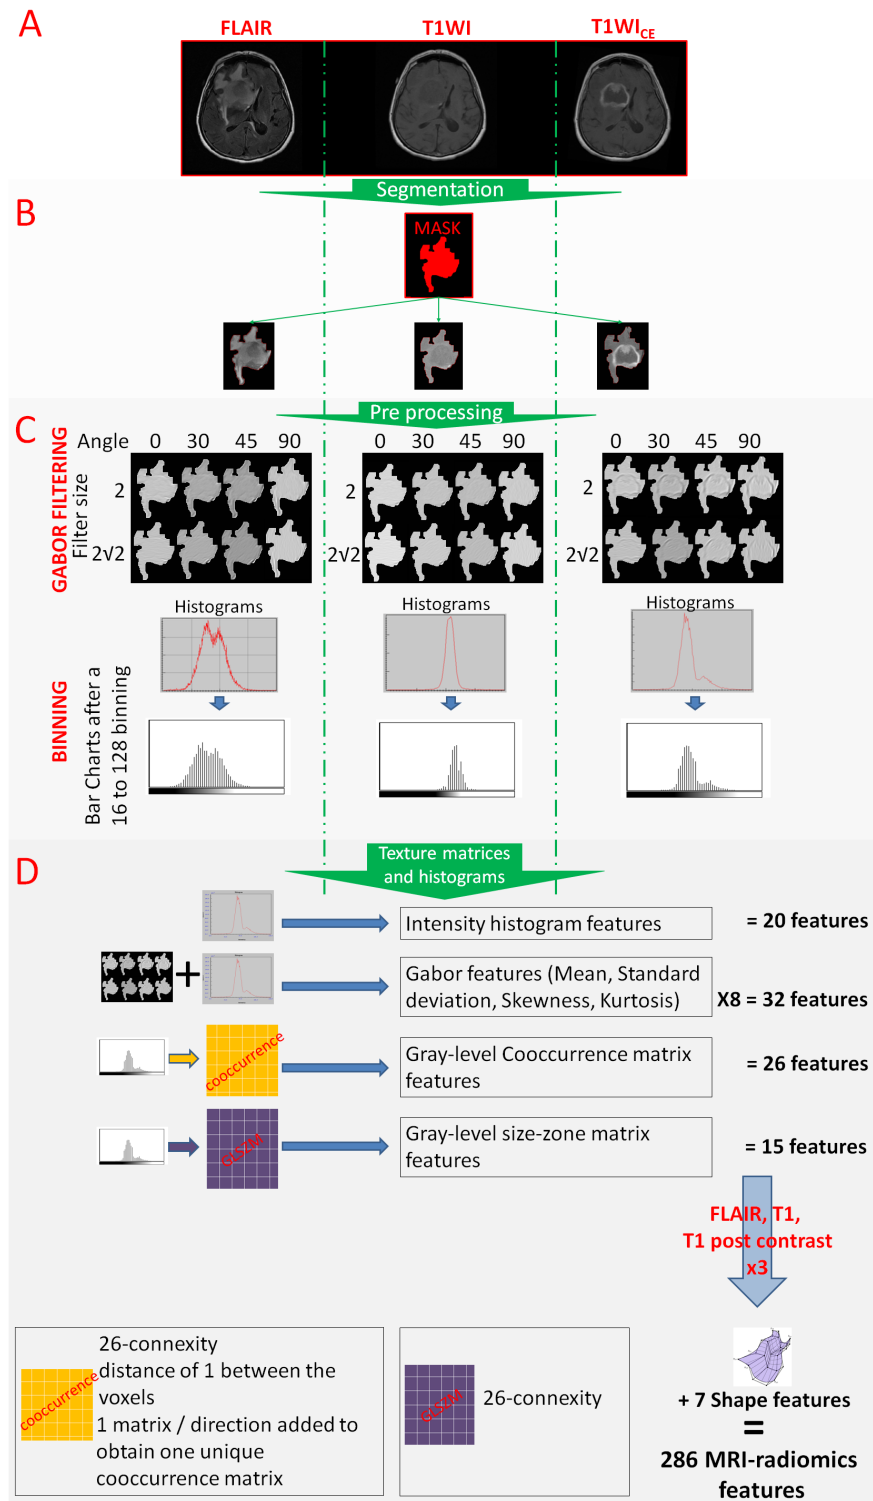 A
FLAIR
T1WI
T1WICE
Segmentation
B
MASK
Pre processing
C
GABOR FILTERING
Angle 0 30 45 90
0 30 45 90
0 30 45 90
Filter size
2
2√2
2
2√2
2
2√2
Histograms
Histograms
Histograms
BINNING
Bar Charts after a
16 to 128 binning
Texture matrices
and histograms
D
Intensity histogram features
= 20 features
+
Gabor features (Mean, Standard
deviation, Skewness, Kurtosis)
X8 = 32 features
cooccurrence
Gray-level Cooccurrence matrix
features
= 26 features
GLSZM
Gray-level size-zone matrix
features
= 15 features
FLAIR, T1,
T1 post contrast
x3
cooccurrence
26-connexity
distance of 1 between the
voxels
1 matrix / direction added to
obtain one unique
cooccurrence matrix
GLSZM
26-connexity
+ 7 Shape features
=
286 MRI-radiomics
features